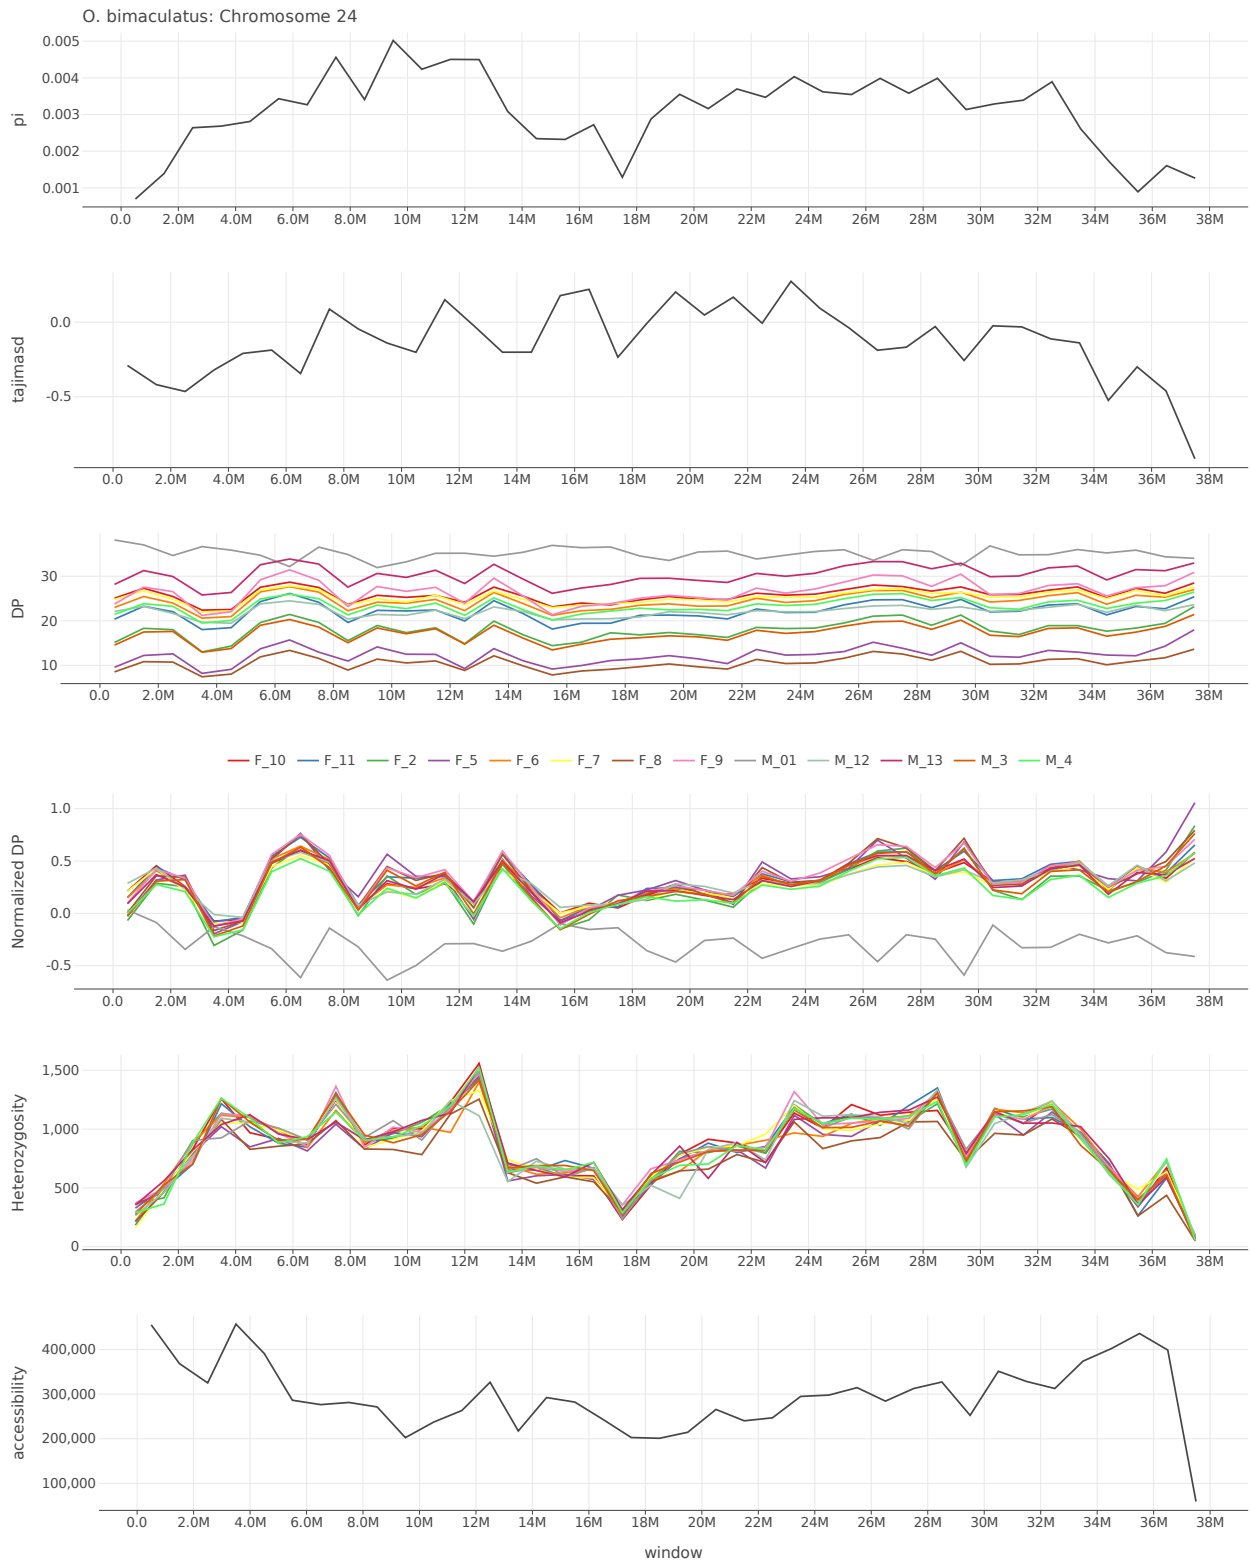 O. bimaculatus: Chromosome 24
0.005
0.004
0.003
0.002
0.001
pi
0.0 2.0M 4.0M 6.0M 8.0M 10M 12M 14M 16M 18M 20M 22M 24M 26M 28M 30M 32M 34M 36M 38M
0.0
-0.5
tajimasd
0.0 2.0M 4.0M 6.0M 8.0M 10M 12M 14M 16M 18M 20M 22M 24M 26M 28M 30M 32M 34M 36M 38M
30
20
10
DP
0.0 2.0M 4.0M 6.0M 8.0M 10M 12M 14M 16M 18M 20M 22M 24M 26M 28M 30M 32M 34M 36M 38M
F_10 F_11 F_2 F_5 F_6 F_7 F_8 F_9 M_01 M_12 M_13 M_3 M_4
1.0
0.5
0.0
-0.5
Normalized DP
0.0 2.0M 4.0M 6.0M 8.0M 10M 12M 14M 16M 18M 20M 22M 24M 26M 28M 30M 32M 34M 36M 38M
1,500
1,000
500
0
Heterozygosity
0.0 2.0M 4.0M 6.0M 8.0M 10M 12M 14M 16M 18M 20M 22M 24M 26M 28M 30M 32M 34M 36M 38M
400,000
300,000
200,000
100,000
accessibility
0.0 2.0M 4.0M 6.0M 8.0M 10M 12M 14M 16M 18M 20M 22M 24M 26M 28M 30M 32M 34M 36M 38M
window